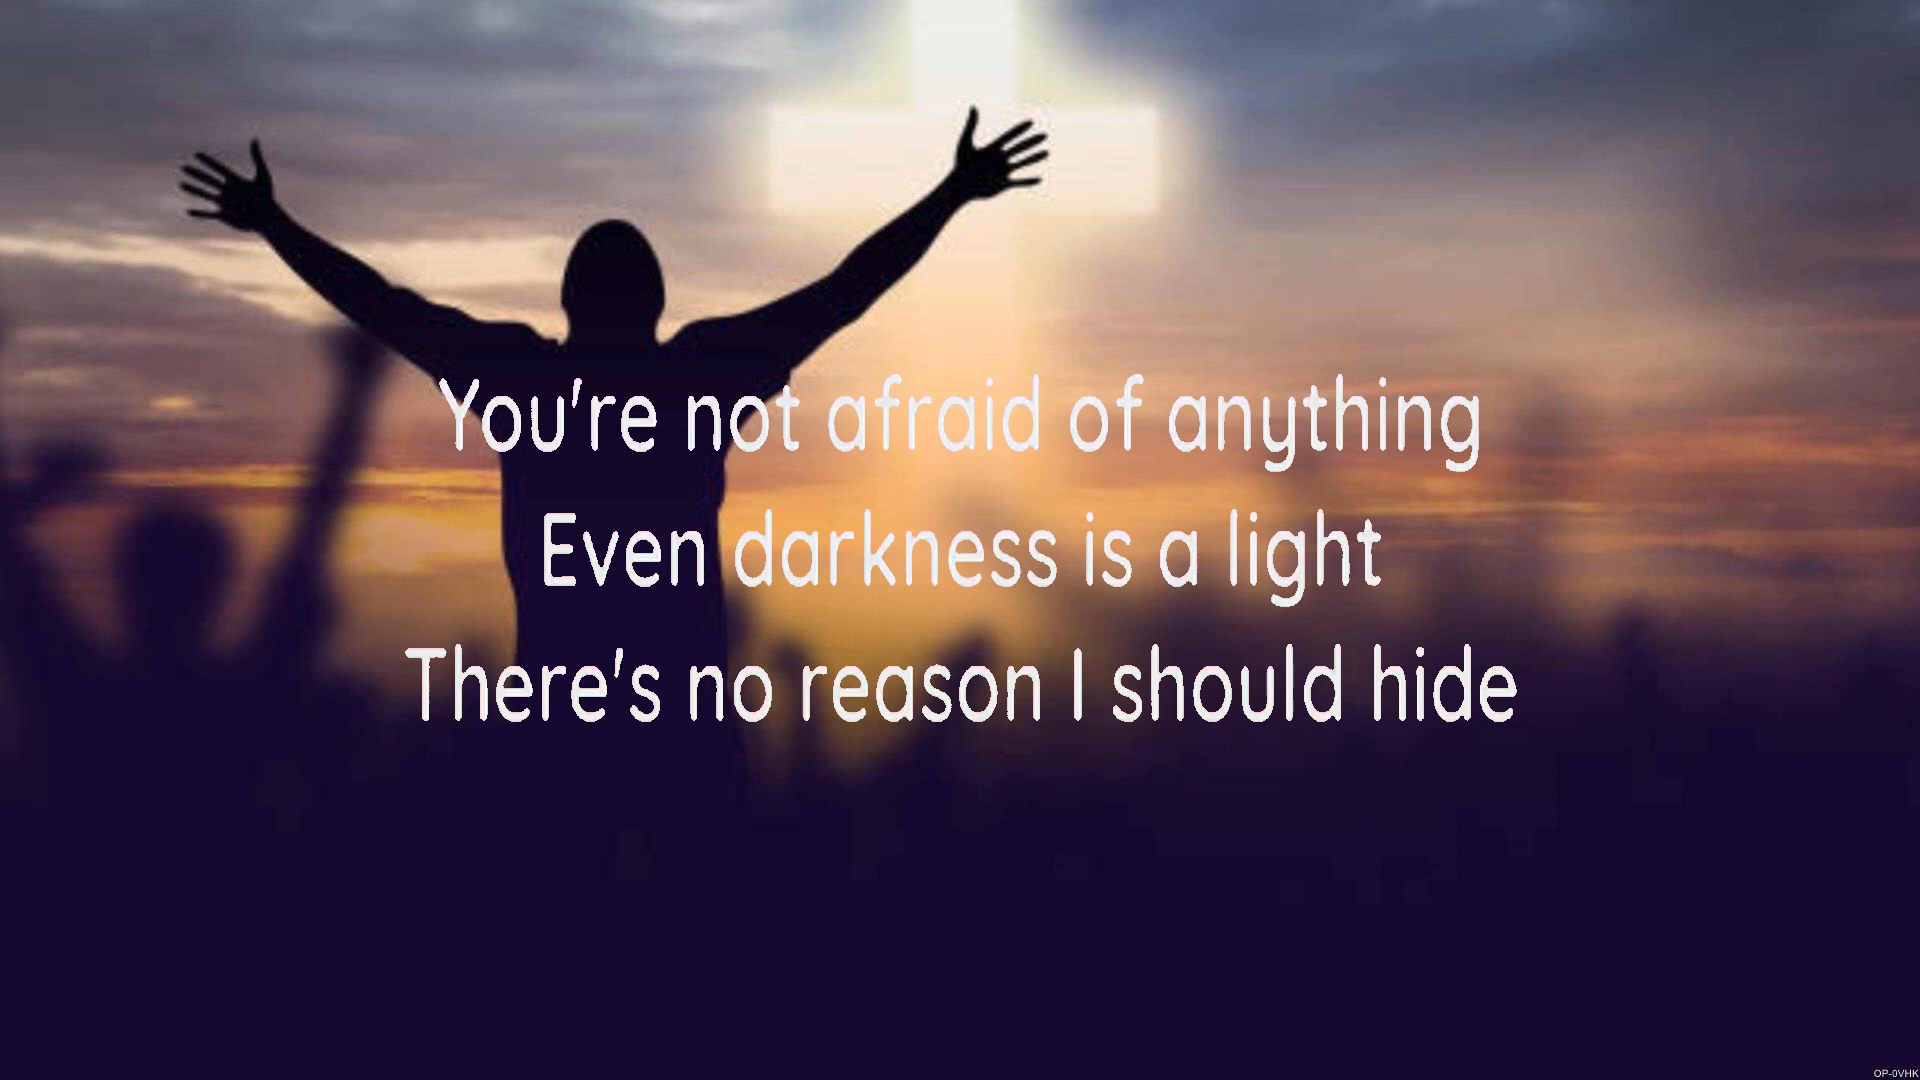 You're not afraid of anything
Even darkness is a light
There's no reason I should hide
OP-0VHK